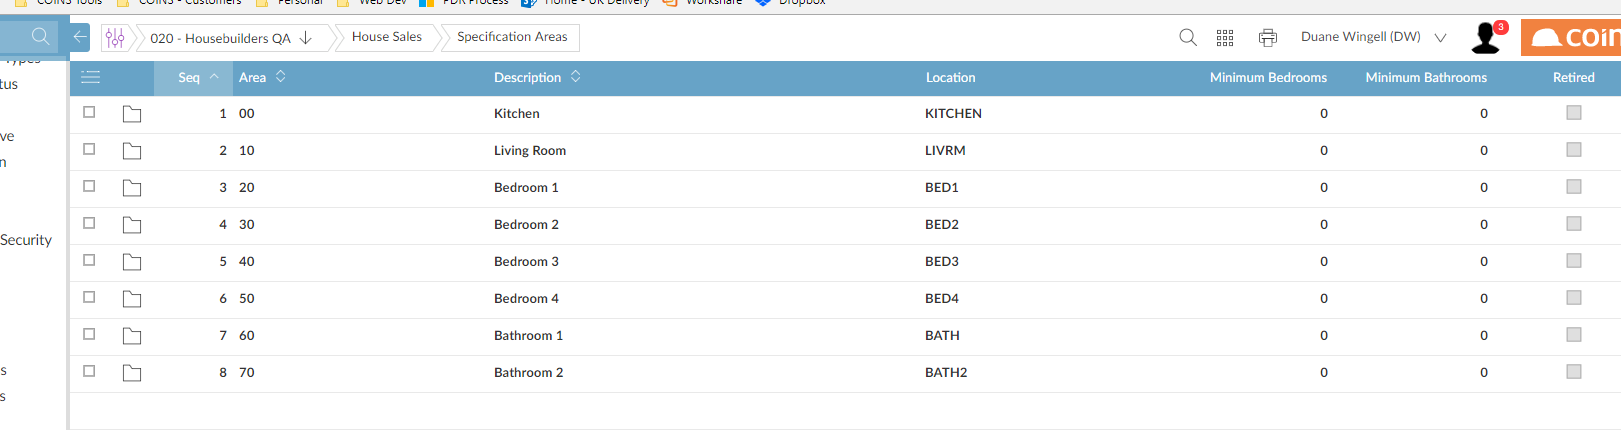 COINS Tools COINS - Customers Personal Web Dev PDR Process Home - UK Delivery Workshare Dropbox
020 - Housebuilders QA House Sales Specification Areas Duane Wingell (DW) 3 coin
Types
tus
ve
n
Security
s
s
Seq Area Description Location Minimum Bedrooms Minimum Bathrooms Retired
1 00 Kitchen KITCHEN 0 0
2 10 Living Room LIVRM 0 0
3 20 Bedroom 1 BED1 0 0
4 30 Bedroom 2 BED2 0 0
5 40 Bedroom 3 BED3 0 0
6 50 Bedroom 4 BED4 0 0
7 60 Bathroom 1 BATH 0 0
8 70 Bathroom 2 BATH2 0 0